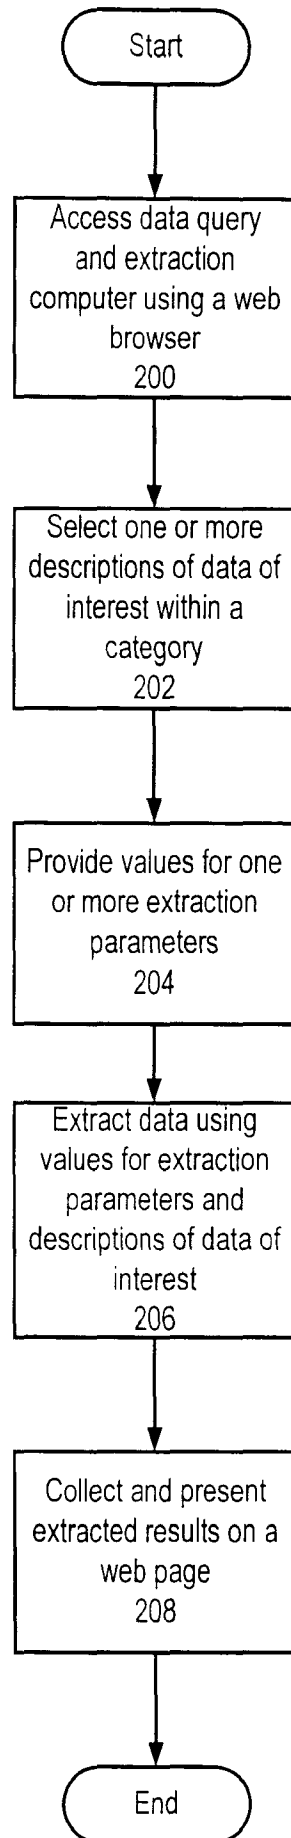 Start
Access data query
and extraction
computer using a web
browser
200
Select one or more
descriptions of data of
interest within a
category
202
Provide values for one
or more extraction
parameters
204
Extract data using
values for extraction
parameters and
descriptions of data of
interest
206
Collect and present
extracted results on a
web page
208
End